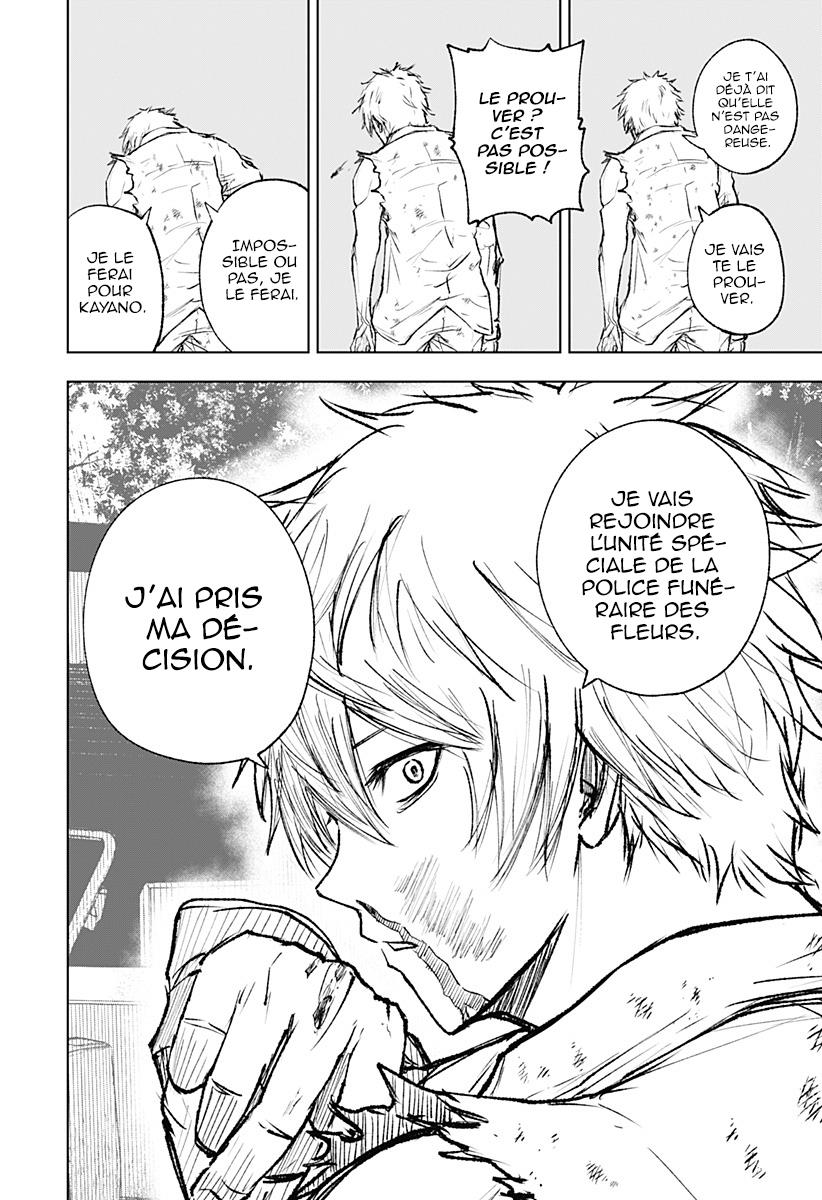 JE T'AI
DÉJÀ DIT
QU'ELLE
N'EST PAS
DANGE-
REUSE.
JE VAIS
TE LE
PROU-
VER.
LE PROU-
VER ?
C'EST
PAS POS-
SIBLE !
IMPOS-
SIBLE OU
PAS, JE
LE FERAI.
JE LE
FERAI
POUR
KAYANO.
JE VAIS
REJOINDRE
L'UNITÉ SPÉ-
CIALE DE LA
POLICE FUNÉ-
RAIRE DES
FLEURS.
J'AI PRIS
MA DÉ-
CISION.